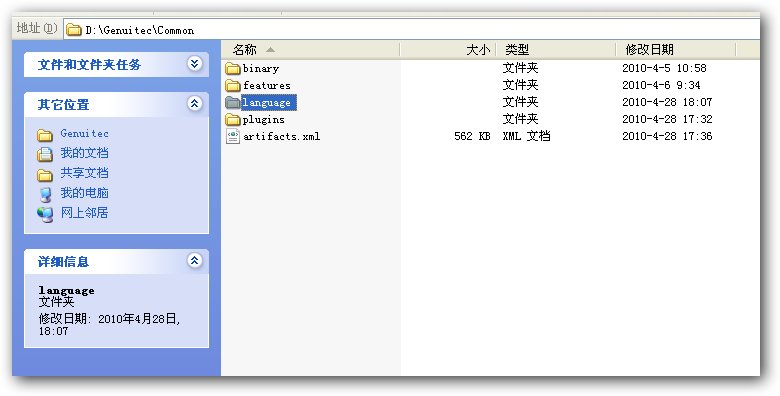 地址(D) D:\Genuitec\Common
名称 大小 类型 修改日期
binary 文件夹 2010-4-5 10:58
features 文件夹 2010-4-6 9:34
language 文件夹 2010-4-28 18:07
plugins 文件夹 2010-4-28 17:32
artifacts.xml 562 KB XML 文档 2010-4-28 17:36
文件和文件夹任务
其它位置
Genuitec
我的文档
共享文档
我的电脑
网上邻居
详细信息
language
文件夹
修改日期: 2010年4月28日,
18:07